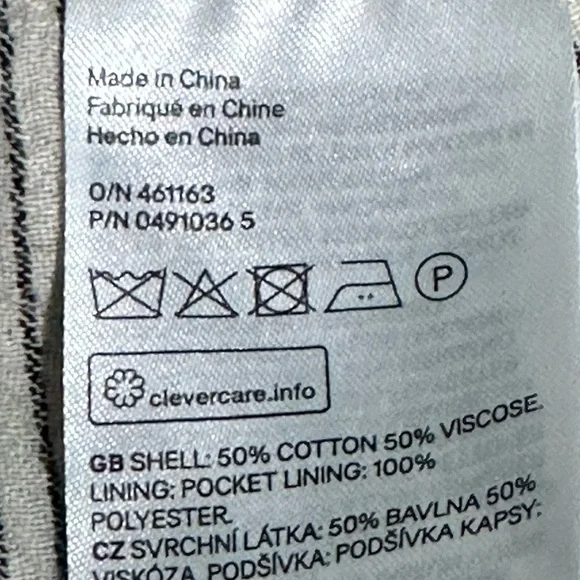 Made in China
Fabriqué en Chine
Hecho en China
O/N 461163
P/N 0491036 5
P
clevercare.info
GB SHELL: 50% COTTON 50% VISCOSE.
LINING: POCKET LINING: 100%
POLYESTER.
CZ SVRCHNÍ LÁTKA: 50% BAVLNA 50%
VISKÓZA. PODŠÍVKA: PODŠÍVKA KAPSY: